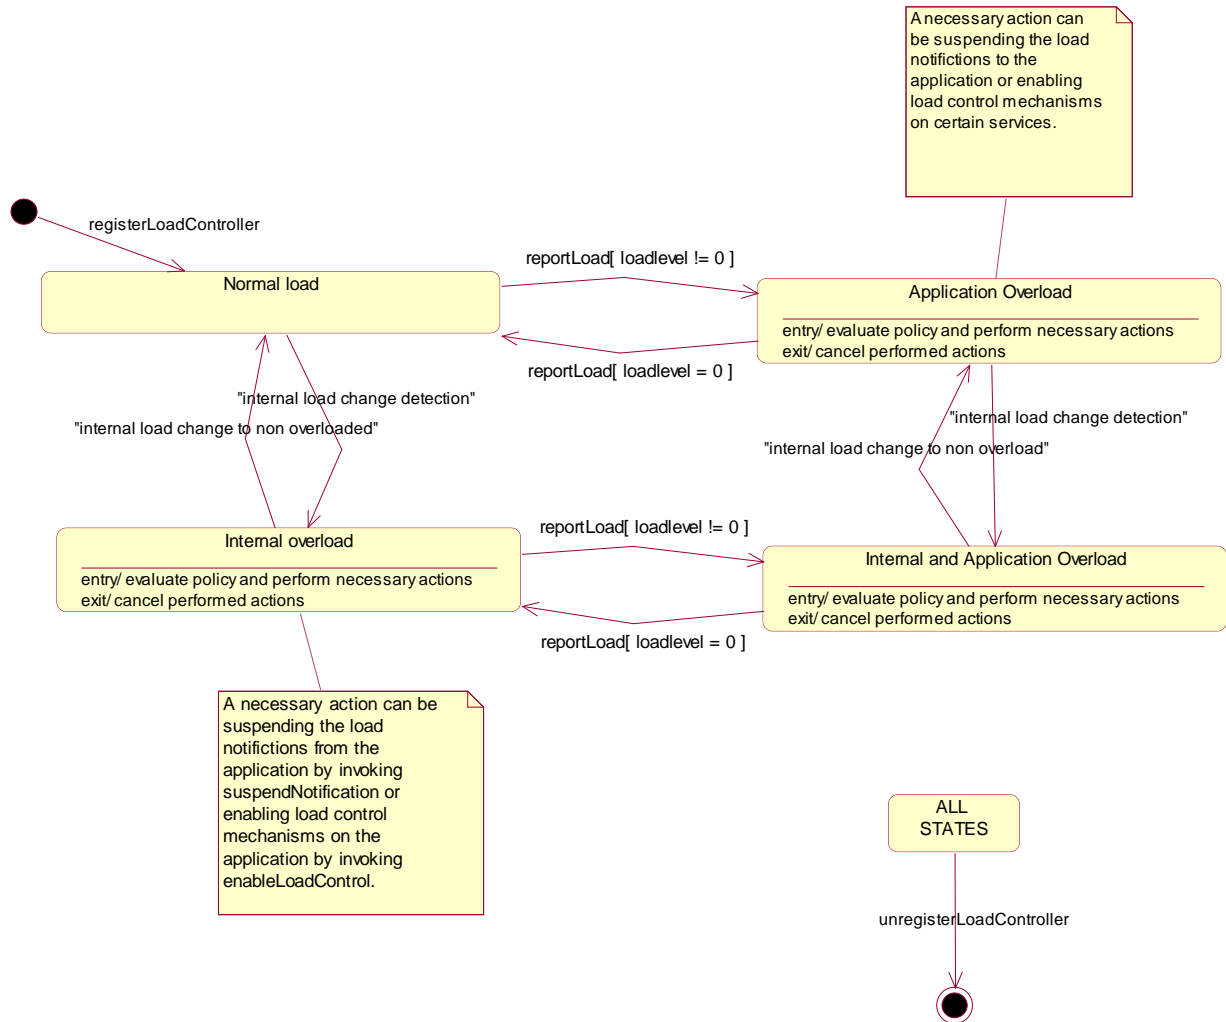 A necessary action can
be suspending the load
notifictions to the
application or enabling
load control mechanisms
on certain services.
registerLoadController
reportLoad[ loadlevel != 0 ]
Normal load
Application Overload
entry/ evaluate policy and perform necessary actions
exit/ cancel performed actions
reportLoad[ loadlevel = 0 ]
"internal load change detection"
"internal load change to non overloaded"
"internal load change detection"
"internal load change to non overload"
reportLoad[ loadlevel != 0 ]
Internal overload
entry/ evaluate policy and perform necessary actions
exit/ cancel performed actions
Internal and Application Overload
entry/ evaluate policy and perform necessary actions
exit/ cancel performed actions
reportLoad[ loadlevel = 0 ]
A necessary action can be
suspending the load
notifictions from the
application by invoking
suspendNotification or
enabling load control
mechanisms on the
application by invoking
enableLoadControl.
ALL
STATES
unregisterLoadController